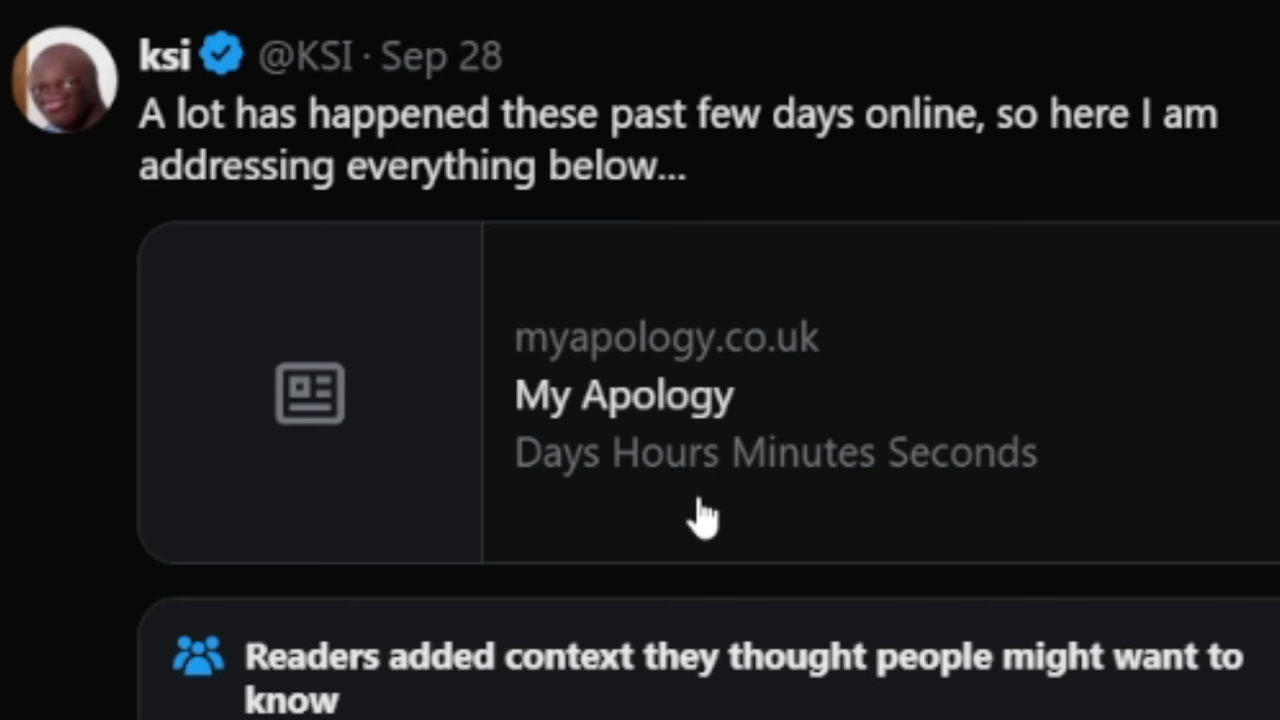 ksi @KSI · Sep 28
A lot has happened these past few days online, so here I am
addressing everything below...
myapology.co.uk
My Apology
Days Hours Minutes Seconds
Readers added context they thought people might want to
know